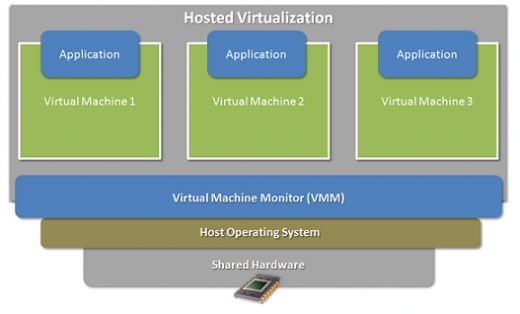 Hosted Virtualization
Application
Application
Application
Virtual Machine 1
Virtual Machine 2
Virtual Machine 3
Virtual Machine Monitor (VMM)
Host Operating System
Shared Hardware